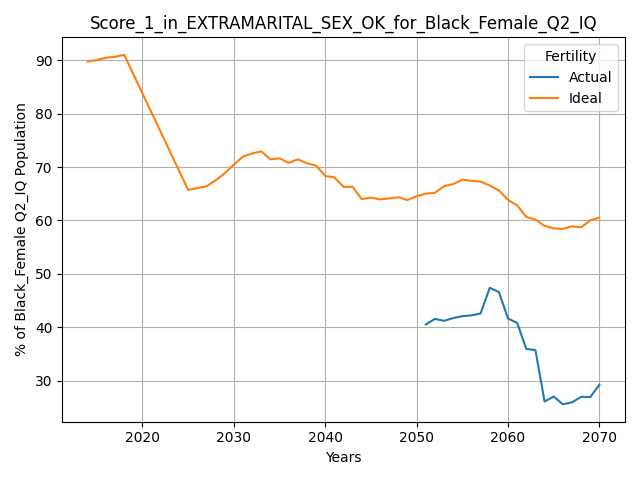 Score_1_in_EXTRAMARITAL_SEX_OK_for_Black_Female_Q2_IQ
Fertility
Actual
Ideal
% of Black_Female Q2_IQ Population
90
80
70
60
50
40
30
2020
2030
2040
2050
2060
2070
Years